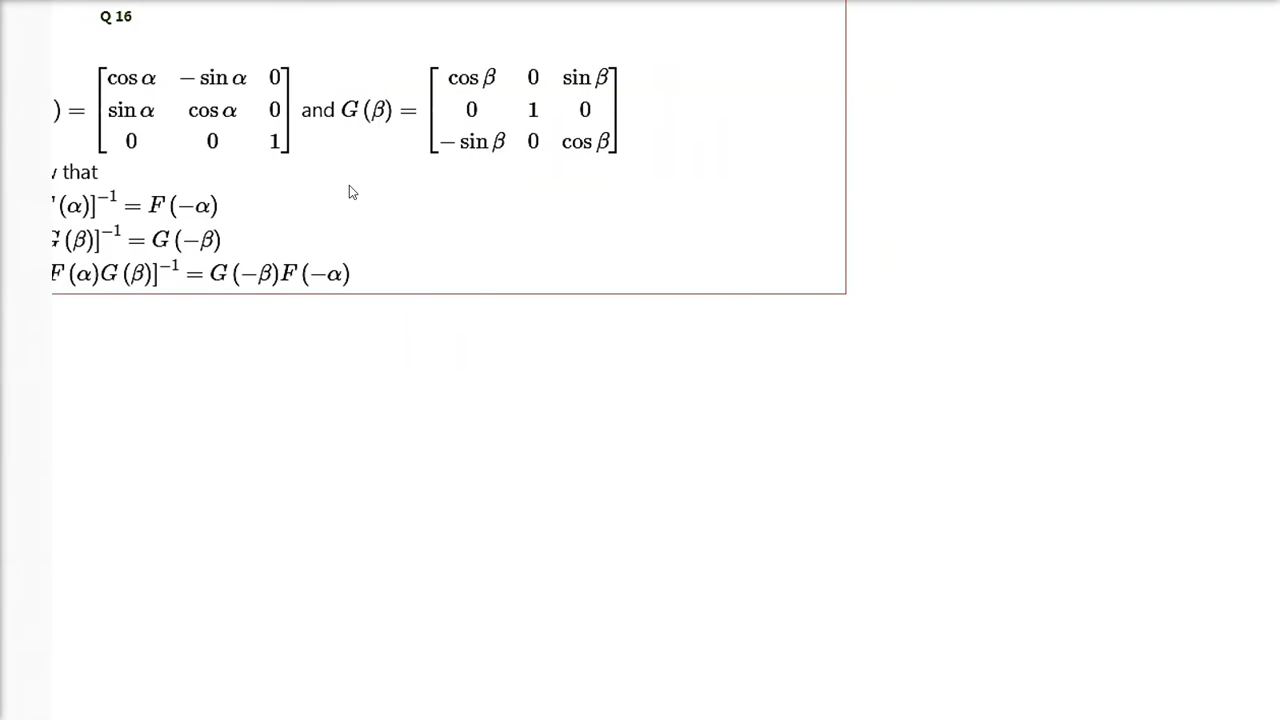 Q 16
) = [cos α − sin α 0
sin α cos α 0
0 0 1] and G (β) = [cos β 0 sin β
0 1 0
− sin β 0 cos β]
that
(α)]⁻¹ = F (−α)
(β)]⁻¹ = G (−β)
F (α)G (β)]⁻¹ = G (−β)F (−α)